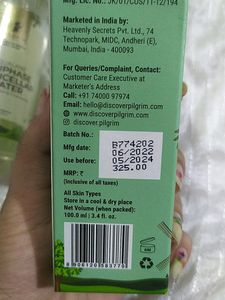 Mfg. Lic. No.: JK/01/COS/11-12/194
Marketed in India by:
Heavenly Secrets Pvt. Ltd., 74
Technopark, MIDC, Andheri (E),
Mumbai, India - 400093
For Queries/Complaint, Contact:
Customer Care Executive at
Marketer's Address
Call: +91 74000 97974
Email: hello@discoverpilgrim.com
discoverpilgrim.com
discover.pilgrim
Batch No.:
B774202
Mfg date:
06/2022
Use before:
05/2024
325.00
MRP: ₹
(Inclusive of all taxes)
All Skin Types
Store in a cool & dry place
Net Volume (when packed):
100.0 ml | 3.4 fl. oz.
MICELLAR
WATER